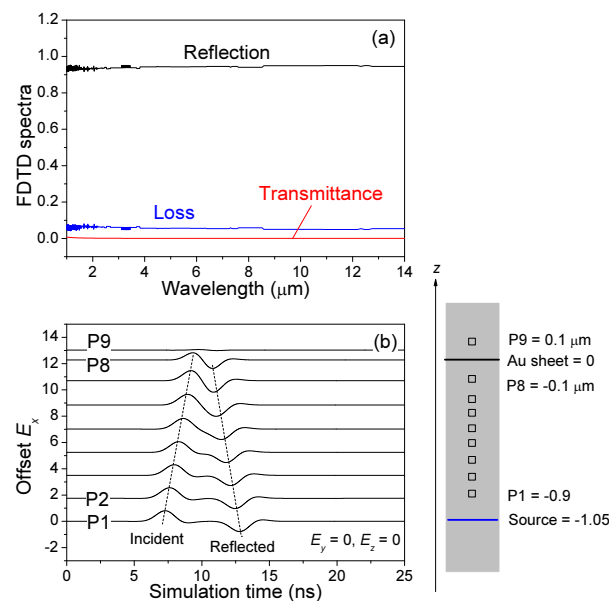 (a)
Reflection
Transmittance
Loss
FDTD spectra
1.2
1.0
0.8
0.6
0.4
0.2
0.0
2 4 6 8 10 12 14
Wavelength (μm)
(b)
P9
P8
P2
P1
Incident
Reflected
E_y = 0, E_z = 0
Offset E_x
14
12
10
8
6
4
2
0
-2
0 5 10 15 20 25
Simulation time (ns)
z
P9 = 0.1 μm
Au sheet = 0
P8 = -0.1 μm
P1 = -0.9
Source = -1.05